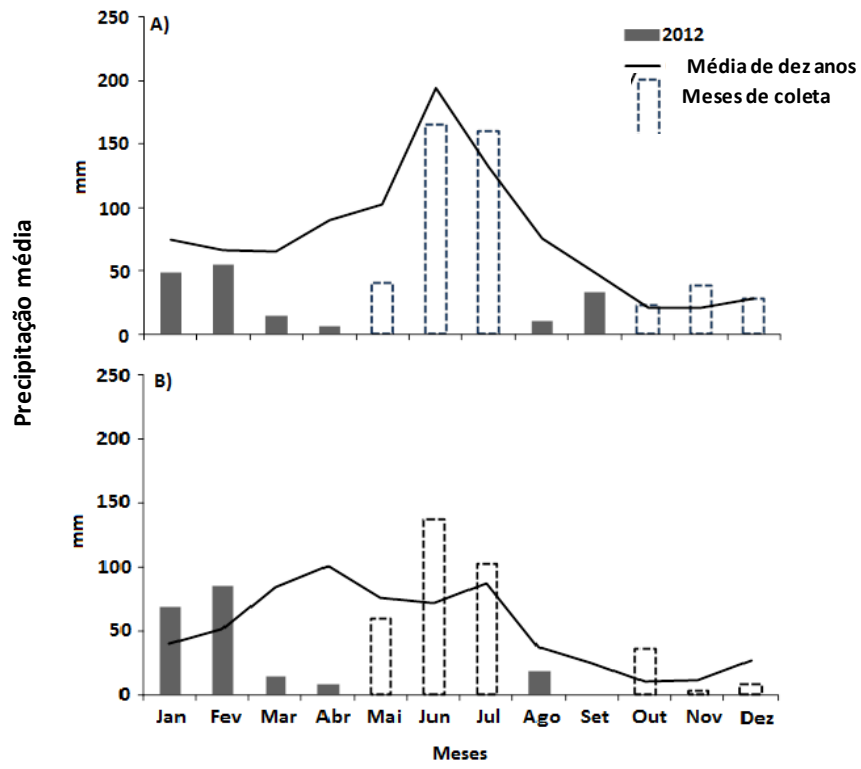 A)
2012
Média de dez anos
Meses de coleta
250
200
150
100
50
0
mm
Precipitação média
B)
250
200
150
100
50
0
mm
Jan Fev Mar Abr Mai Jun Jul Ago Set Out Nov Dez
Meses